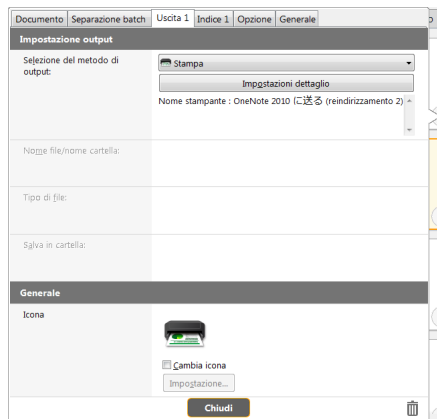 Documento Separazione batch Uscita 1 Indice 1 Opzione Generale
Impostazione output
Selezione del metodo di
output:
Stampa
Impostazioni dettaglio
Nome stampante : OneNote 2010 に送る (reindirizzamento 2)
Nome file/nome cartella:
Tipo di file:
Salva in cartella:
Generale
Icona
Cambia icona
Impostazione...
Chiudi